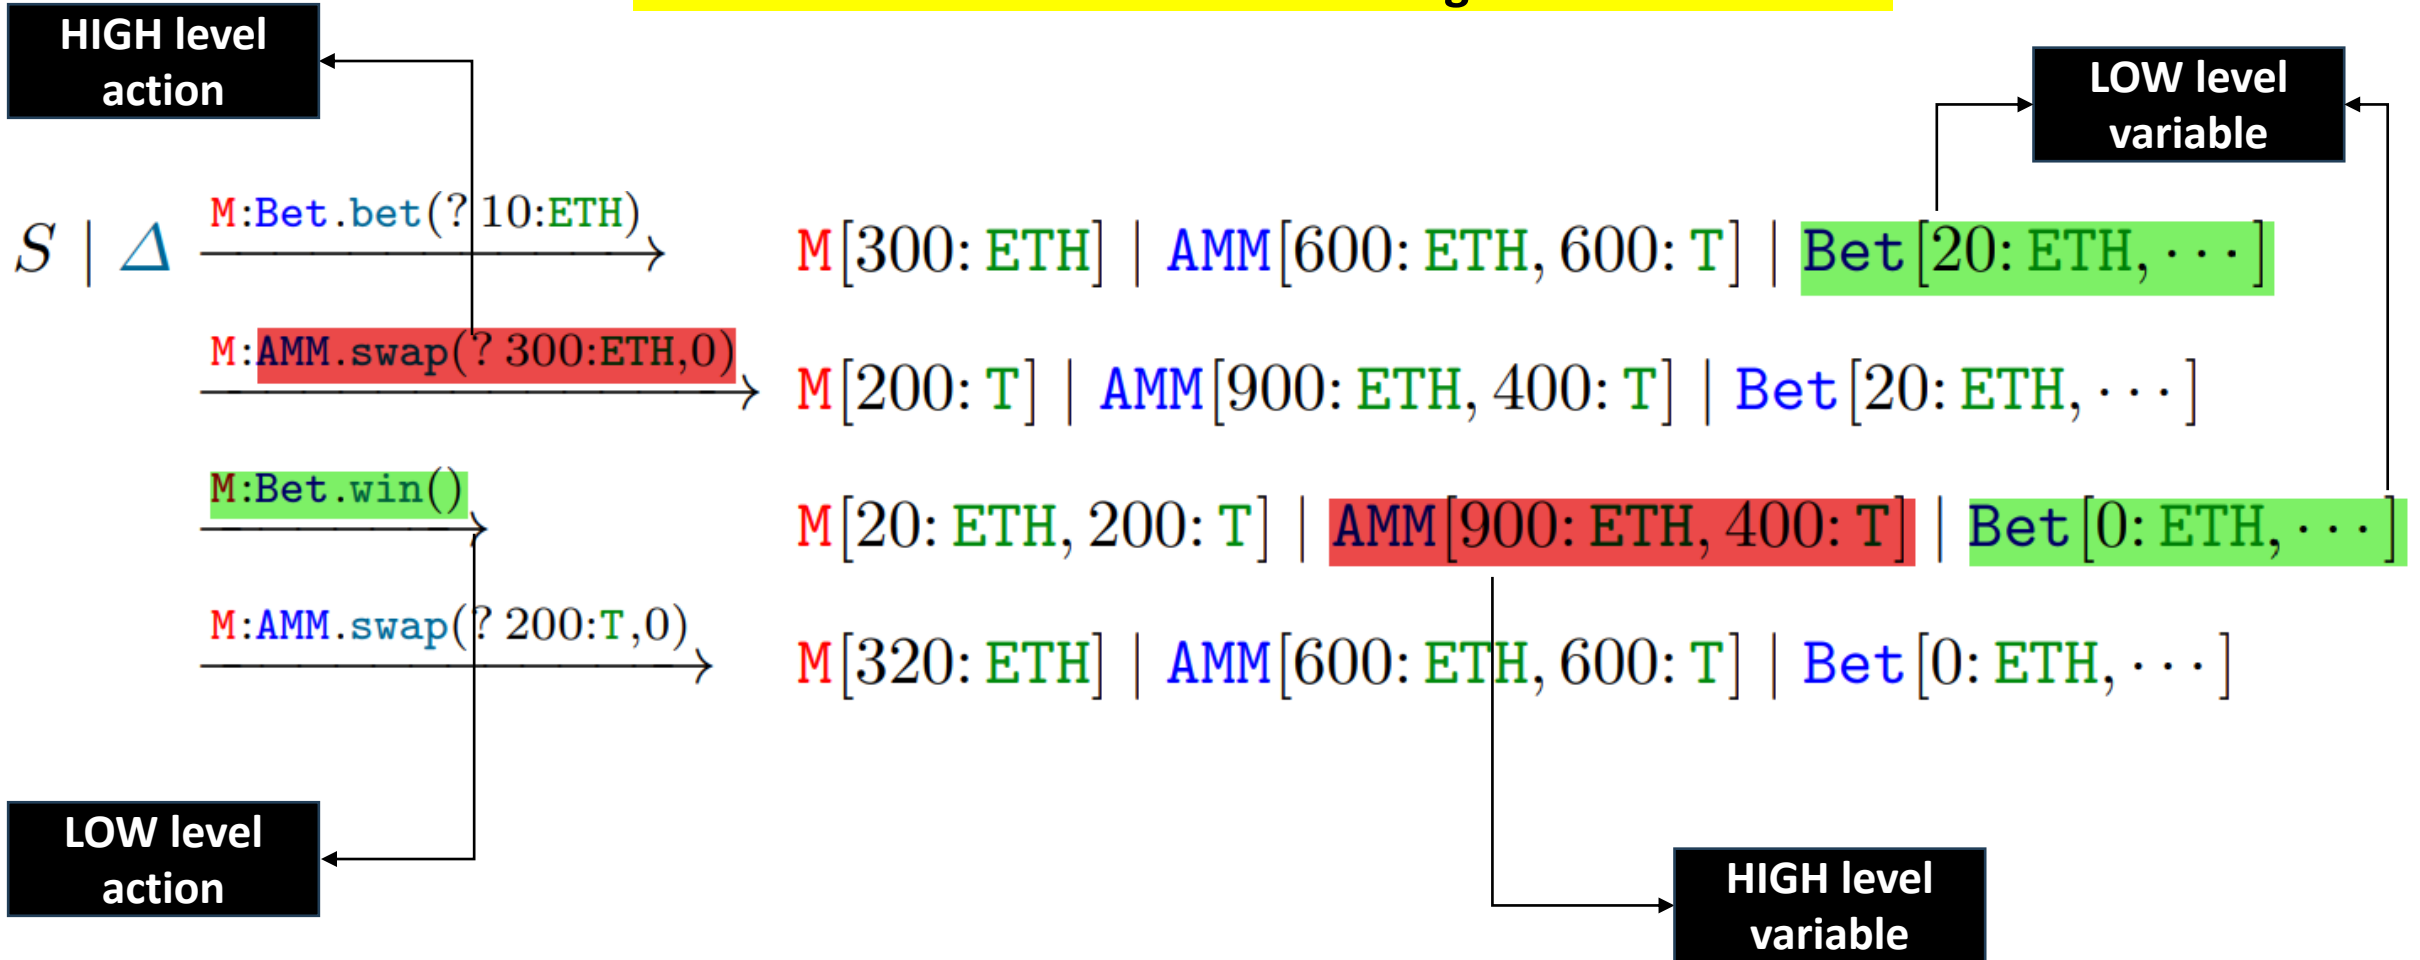 HIGH level
action
LOW level
variable
S | Δ M:Bet.bet(? 10:ETH) M[300: ETH] | AMM[600: ETH, 600: T] | Bet[20: ETH, ⋯]
M:AMM.swap(? 300:ETH,0) M[200: T] | AMM[900: ETH, 400: T] | Bet[20: ETH, ⋯]
M:Bet.win() M[20: ETH, 200: T] | AMM[900: ETH, 400: T] | Bet[0: ETH, ⋯]
M:AMM.swap(? 200:T,0) M[320: ETH] | AMM[600: ETH, 600: T] | Bet[0: ETH, ⋯]
LOW level
action
HIGH level
variable